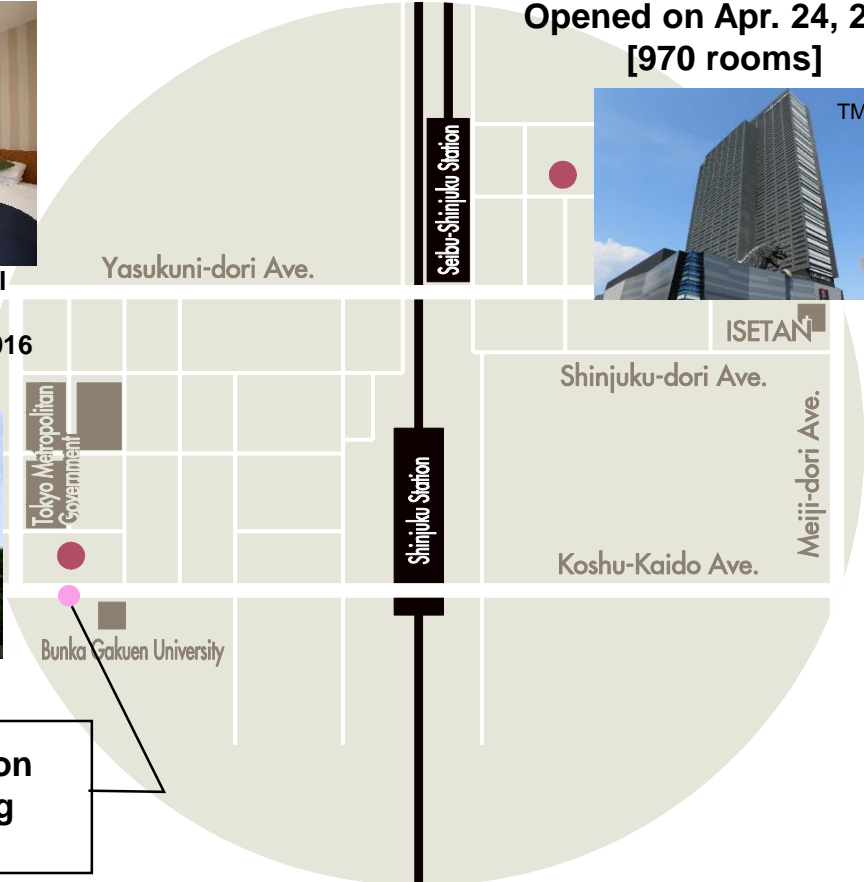 Opened on Apr. 24, 2
[970 rooms]
TM
Seibu-Shinjuku Station
Yasukuni-dori Ave.
016
ISETAN
Shinjuku-dori Ave.
Tokyo Metropolitan
Government
Shinjuku Station
Meiji-dori Ave.
Koshu-Kaido Ave.
Bunka Gakuen University
on
g